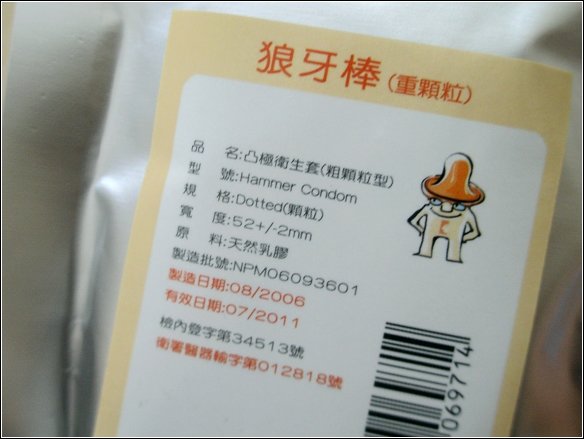 狼牙棒(重顆粒)
品　名:凸極衛生套(粗顆粒型)
型　號:Hammer Condom
規　格:Dotted(顆粒)
寬　度:52+/-2mm
原　料:天然乳膠
製造批號:NPM06093601
製造日期:08/2006
有效日期:07/2011
檢內登字第34513號
衛署醫器輸字第012818號
069714